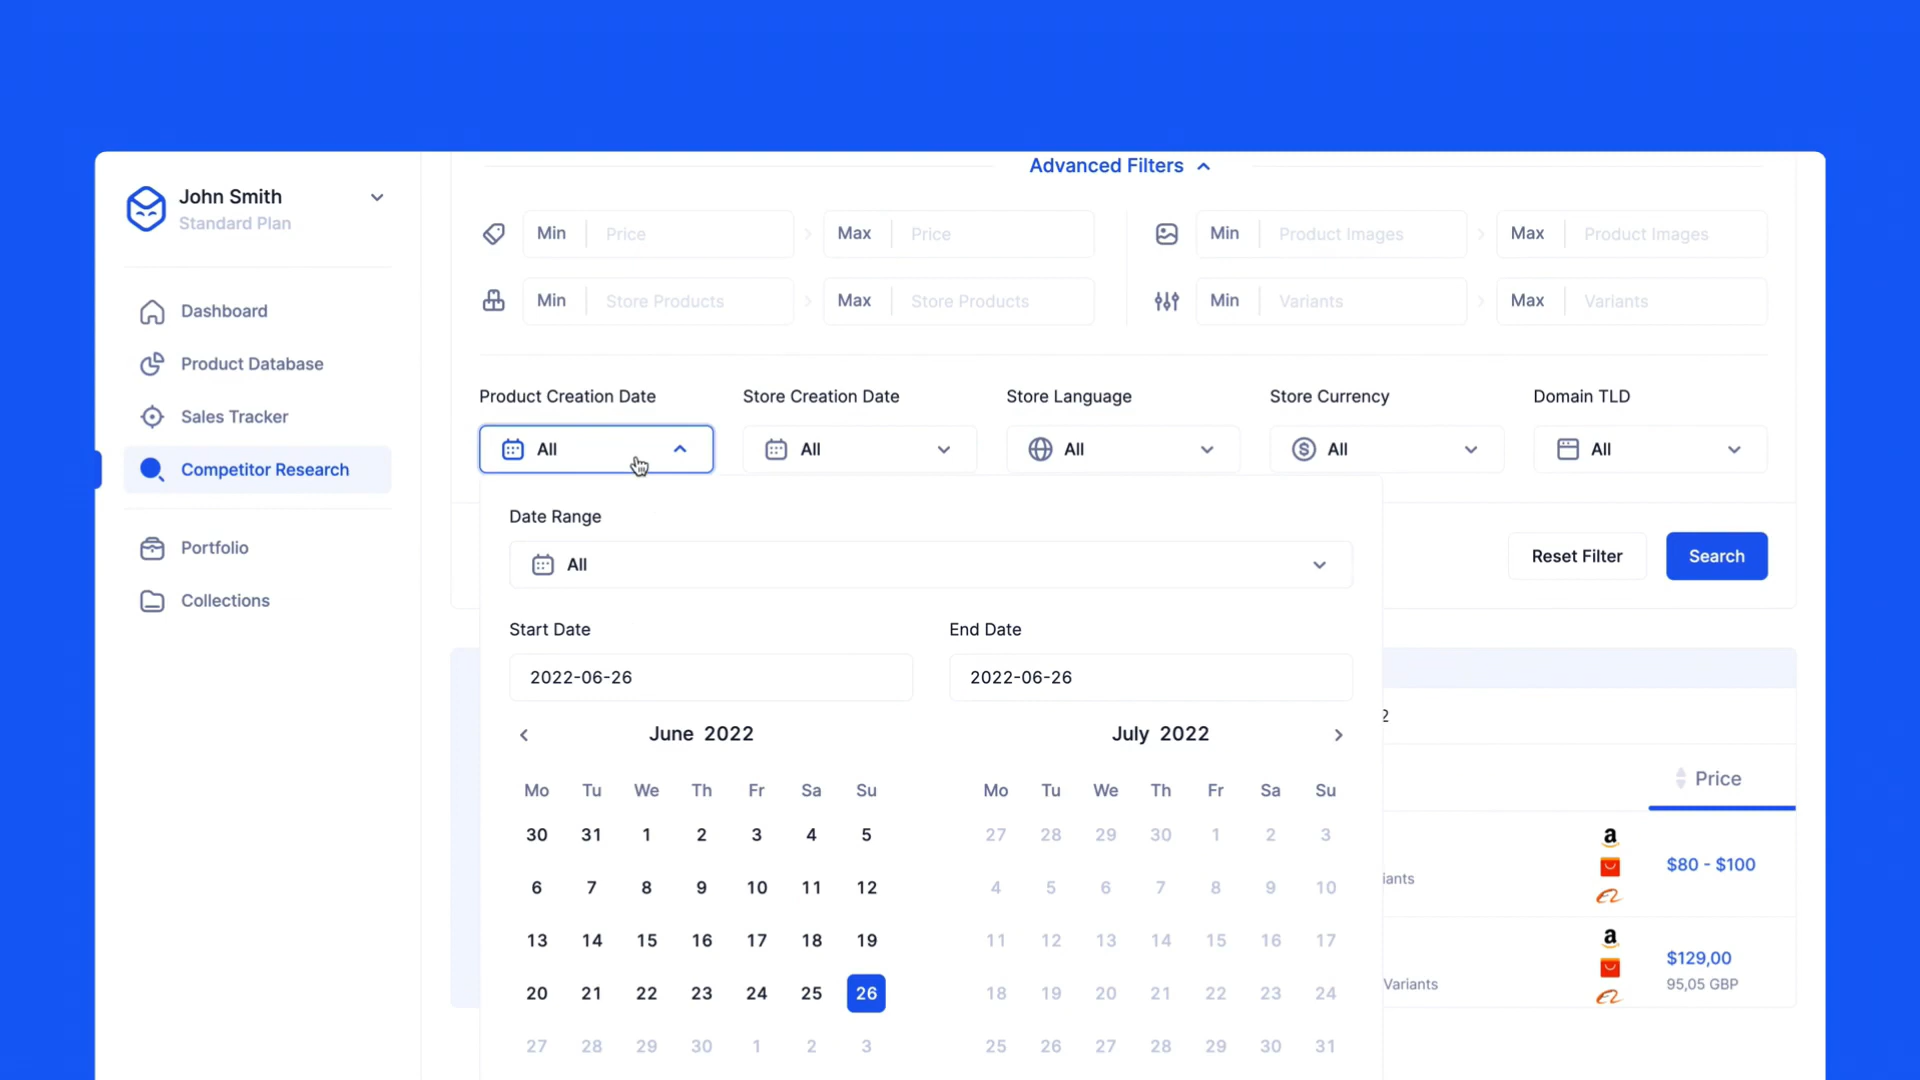 John Smith
Standard Plan
Dashboard
Product Database
Sales Tracker
Competitor Research
Portfolio
Collections
Advanced Filters
Min Price Max Price Min Product Images Max Product Images
Min Store Products Max Store Products Min Variants Max Variants
Product Creation Date Store Creation Date Store Language Store Currency Domain TLD
All All All All All
Date Range
All
Reset Filter Search
Start Date End Date
2022-06-26 2022-06-26
2
June 2022 July 2022
Mo Tu We Th Fr Sa Su Mo Tu We Th Fr Sa Su
Price
30 31 1 2 3 4 5 27 28 29 30 1 2 3
a
$80 - $100
iants
6 7 8 9 10 11 12 4 5 6 7 8 9 10
13 14 15 16 17 18 19 11 12 13 14 15 16 17
a
$129,00
Variants 95,05 GBP
20 21 22 23 24 25 26 18 19 20 21 22 23 24
27 28 29 30 1 2 3 25 26 27 28 29 30 31